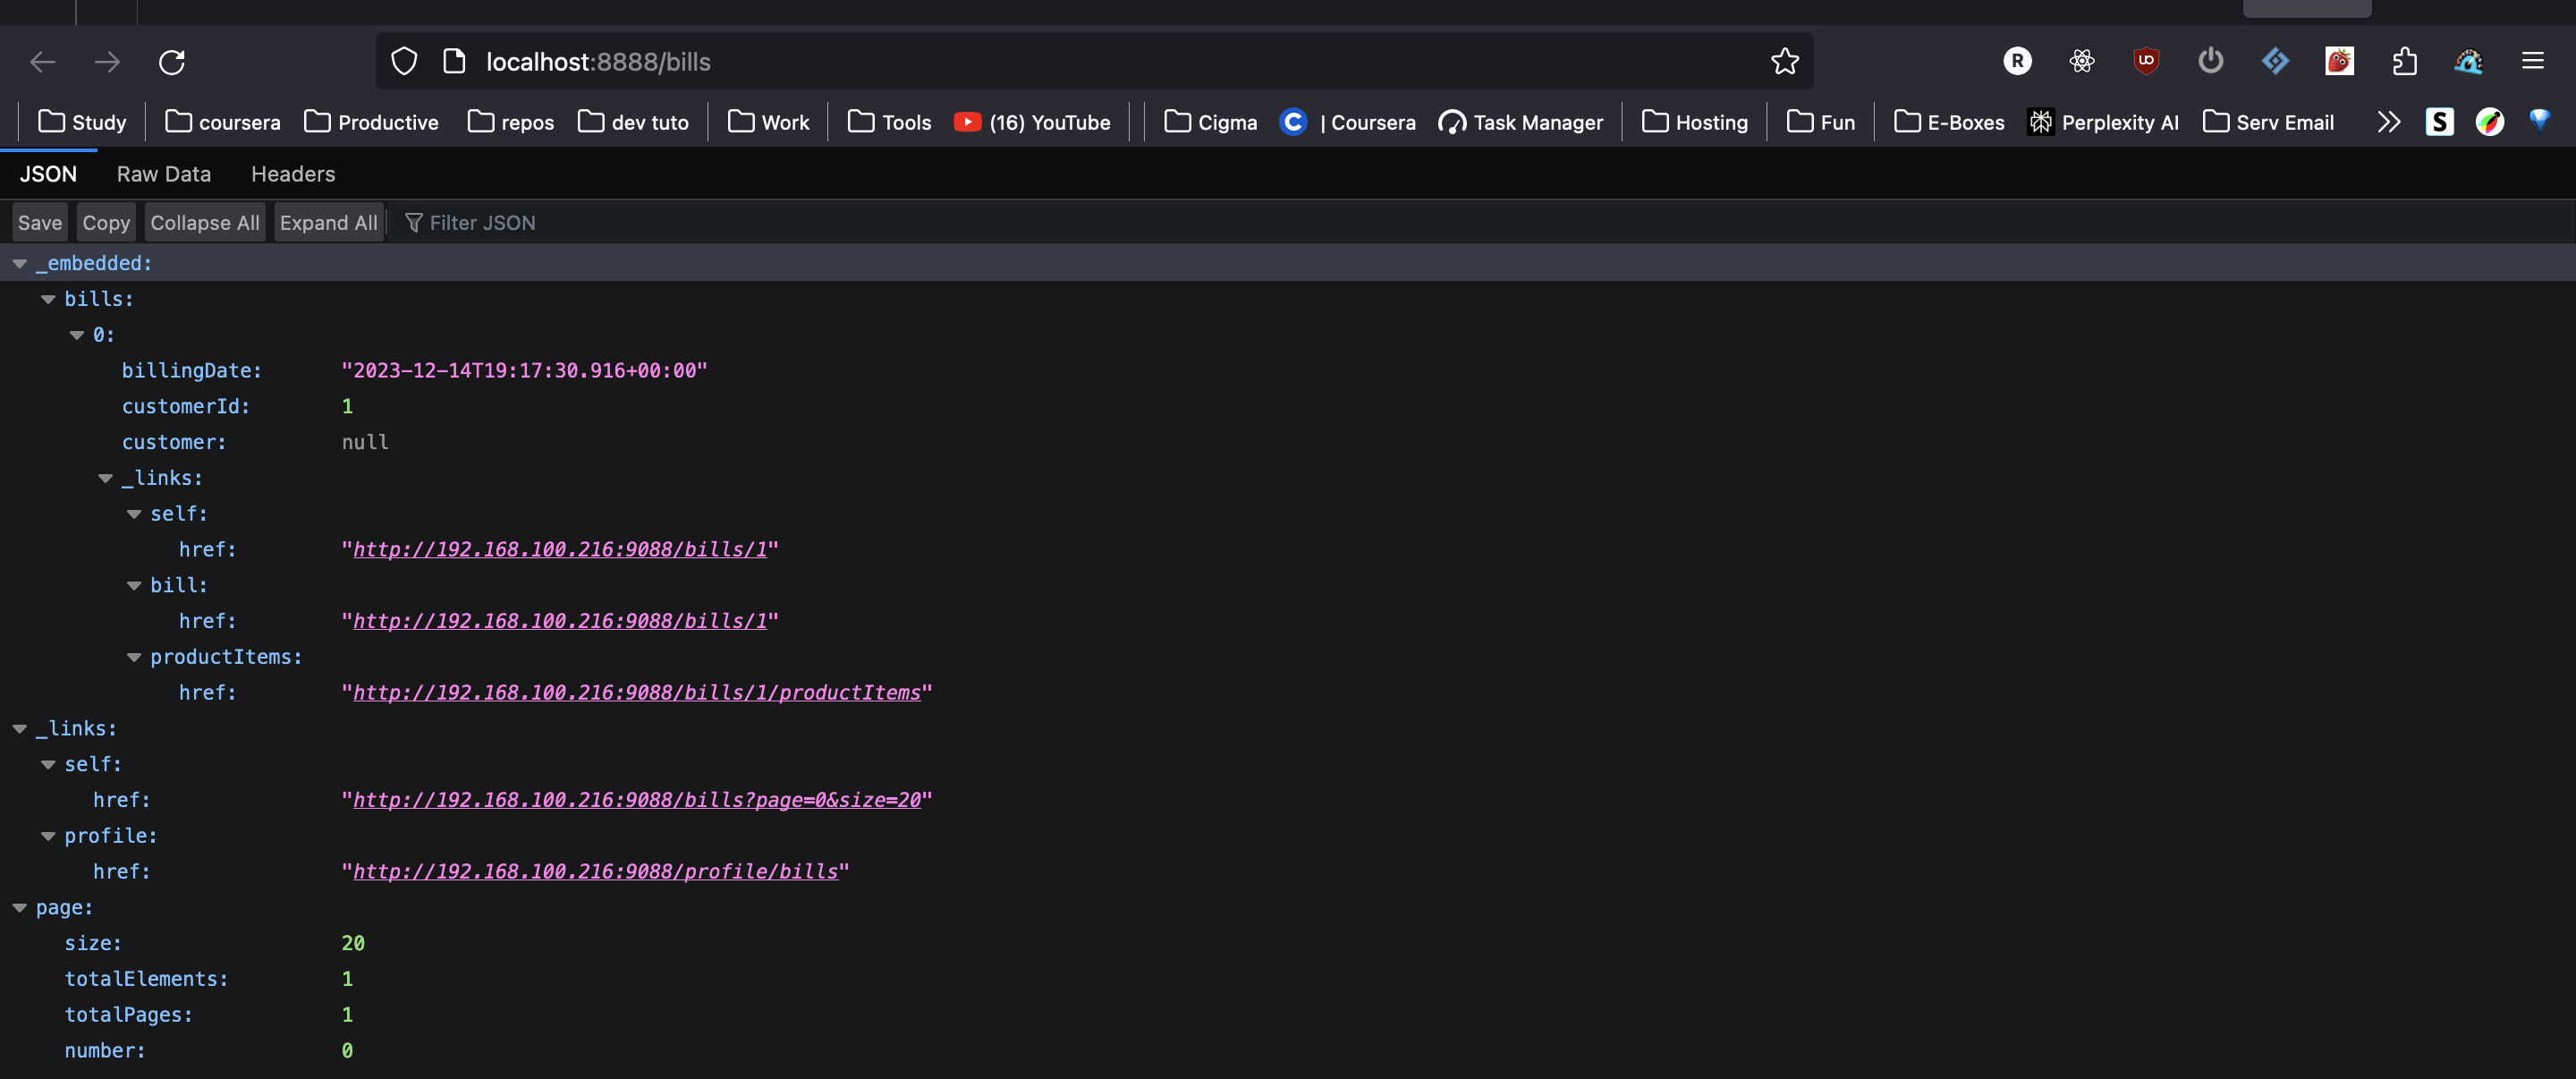 localhost:8888/bills
Study coursera Productive repos dev tuto Work Tools (16) YouTube Cigma C | Coursera Task Manager Hosting Fun E-Boxes Perplexity AI Serv Email S
JSON Raw Data Headers
Save Copy Collapse All Expand All Filter JSON
_embedded:
bills:
0:
billingDate: "2023-12-14T19:17:30.916+00:00"
customerId: 1
customer: null
_links:
self:
href: "http://192.168.100.216:9088/bills/1"
bill:
href: "http://192.168.100.216:9088/bills/1"
productItems:
href: "http://192.168.100.216:9088/bills/1/productItems"
_links:
self:
href: "http://192.168.100.216:9088/bills?page=0&size=20"
profile:
href: "http://192.168.100.216:9088/profile/bills"
page:
size: 20
totalElements: 1
totalPages: 1
number: 0